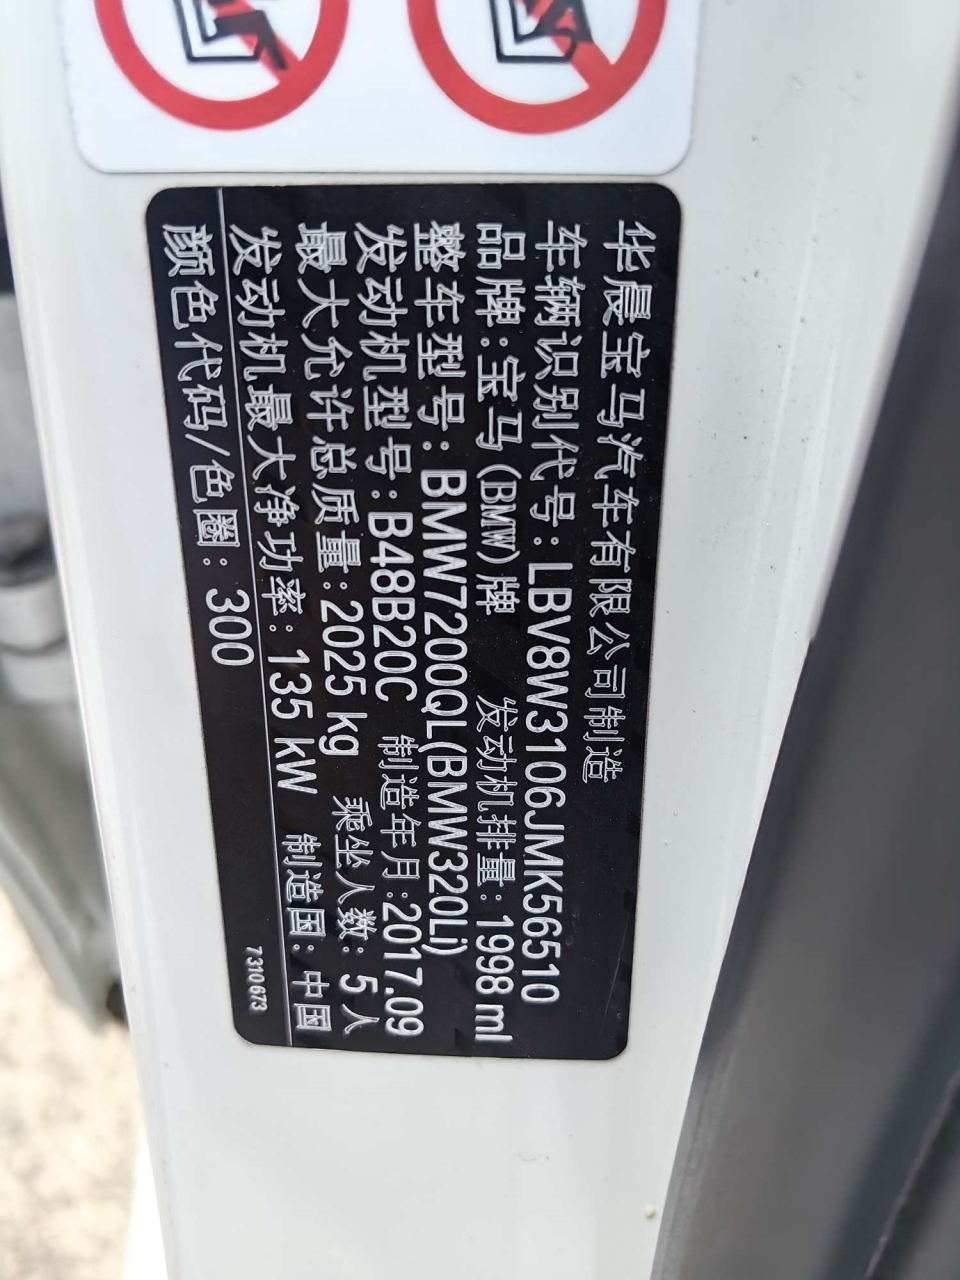 华晨宝马汽车有限公司制造
车辆识别代号：LBV8W3106JMK56510
品牌：宝马(BMW)牌 发动机排量：1998 ml
整车型号：BMW7200QL(BMW320Li)
发动机型号：B48B20C 制造年月：2017.09
最大允许总质量：2025 kg 乘坐人数：5人
发动机最大净功率：135 kW 制造国：中国
颜色代码/色圈：300
7310673